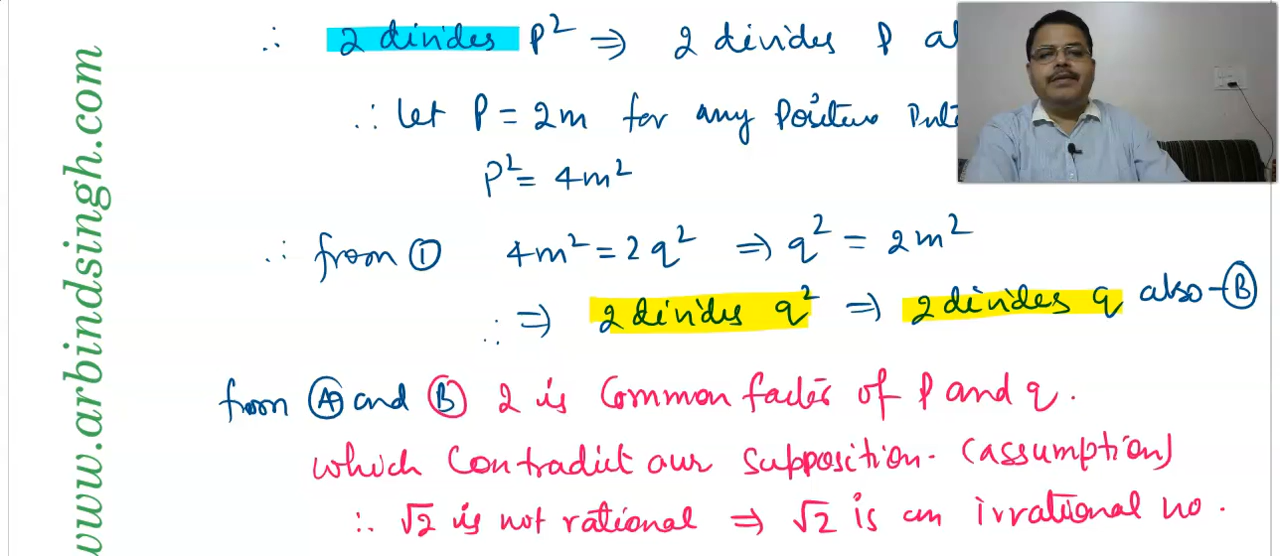 www.arbindsingh.com
∴ 2 divides p² ⇒ 2 divides p
∴ let p = 2m for any positive
p² = 4m²
∴ from ① 4m² = 2q² ⇒ q² = 2m²
∴ ⇒ 2 divides q² ⇒ 2 divides q also - Ⓑ
from Ⓐ and Ⓑ 2 is common factor of p and q.
which contradict our supposition. (assumption)
∴ √2 is not rational ⇒ √2 is an irrational no.